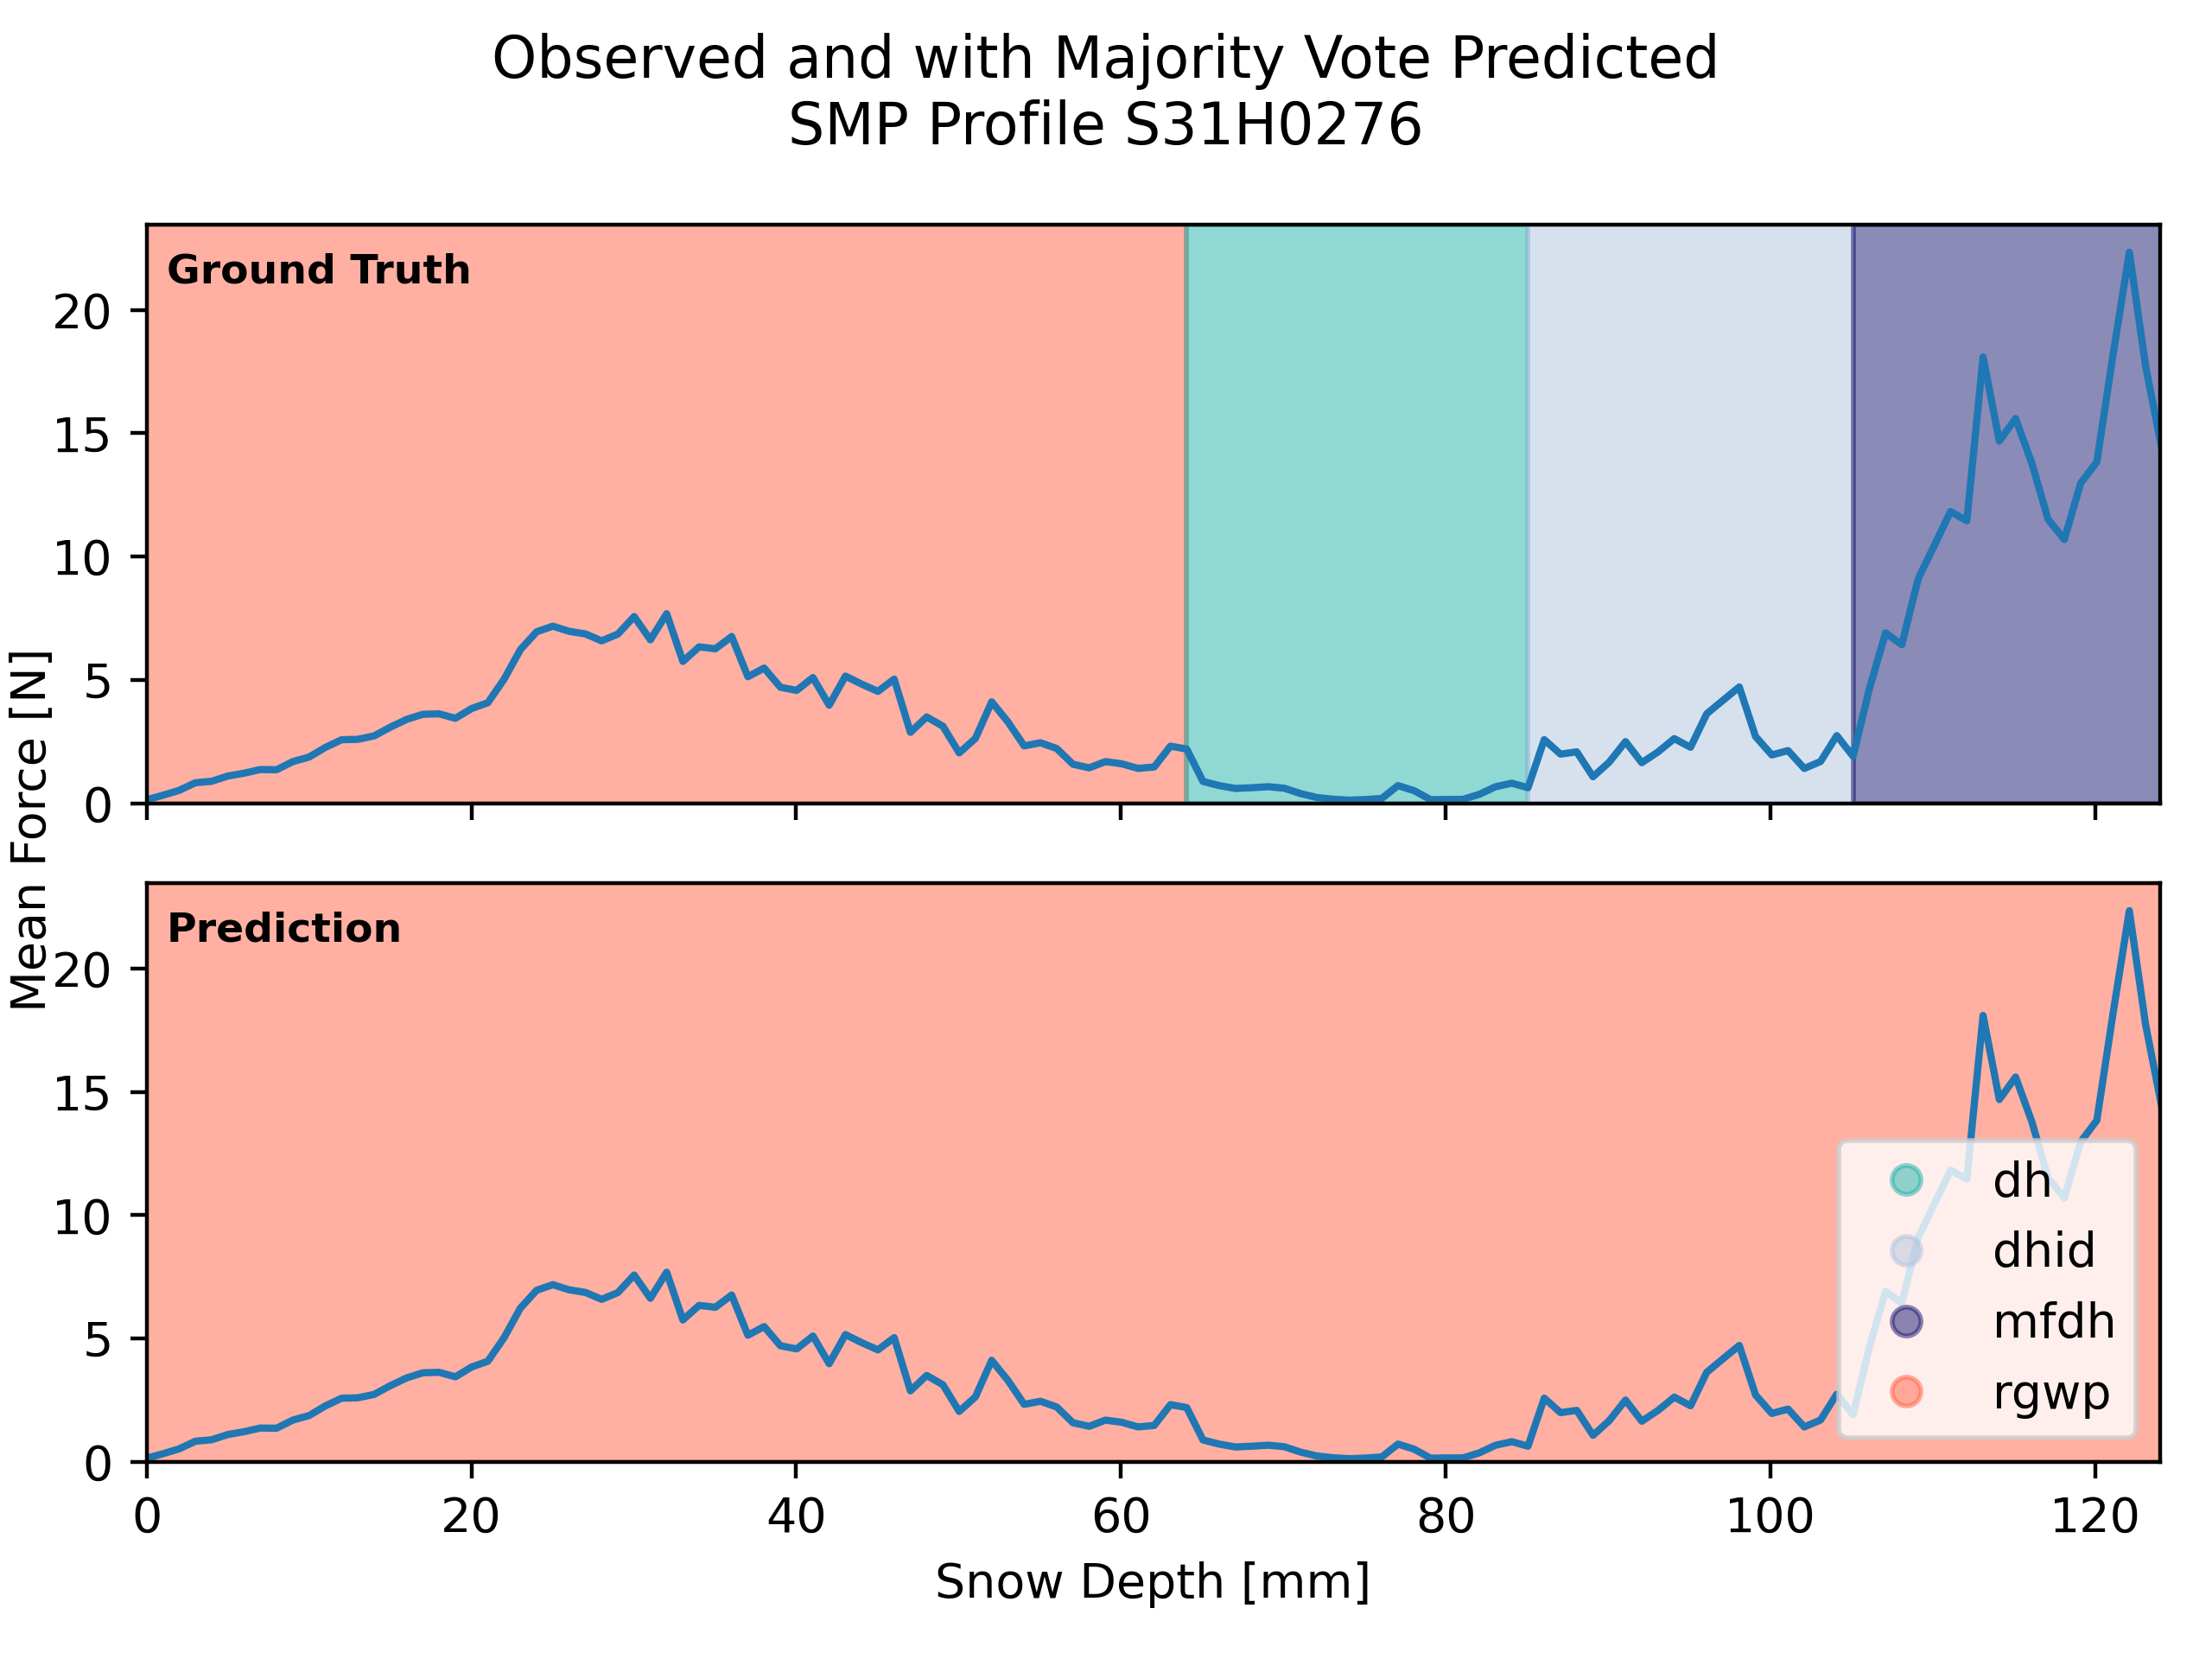 Observed and with Majority Vote Predicted
SMP Profile S31H0276
Ground Truth
20
15
10
5
0
Mean Force [N]
Prediction
20
15
10
5
0
dh
dhid
mfdh
rgwp
0 20 40 60 80 100 120
Snow Depth [mm]